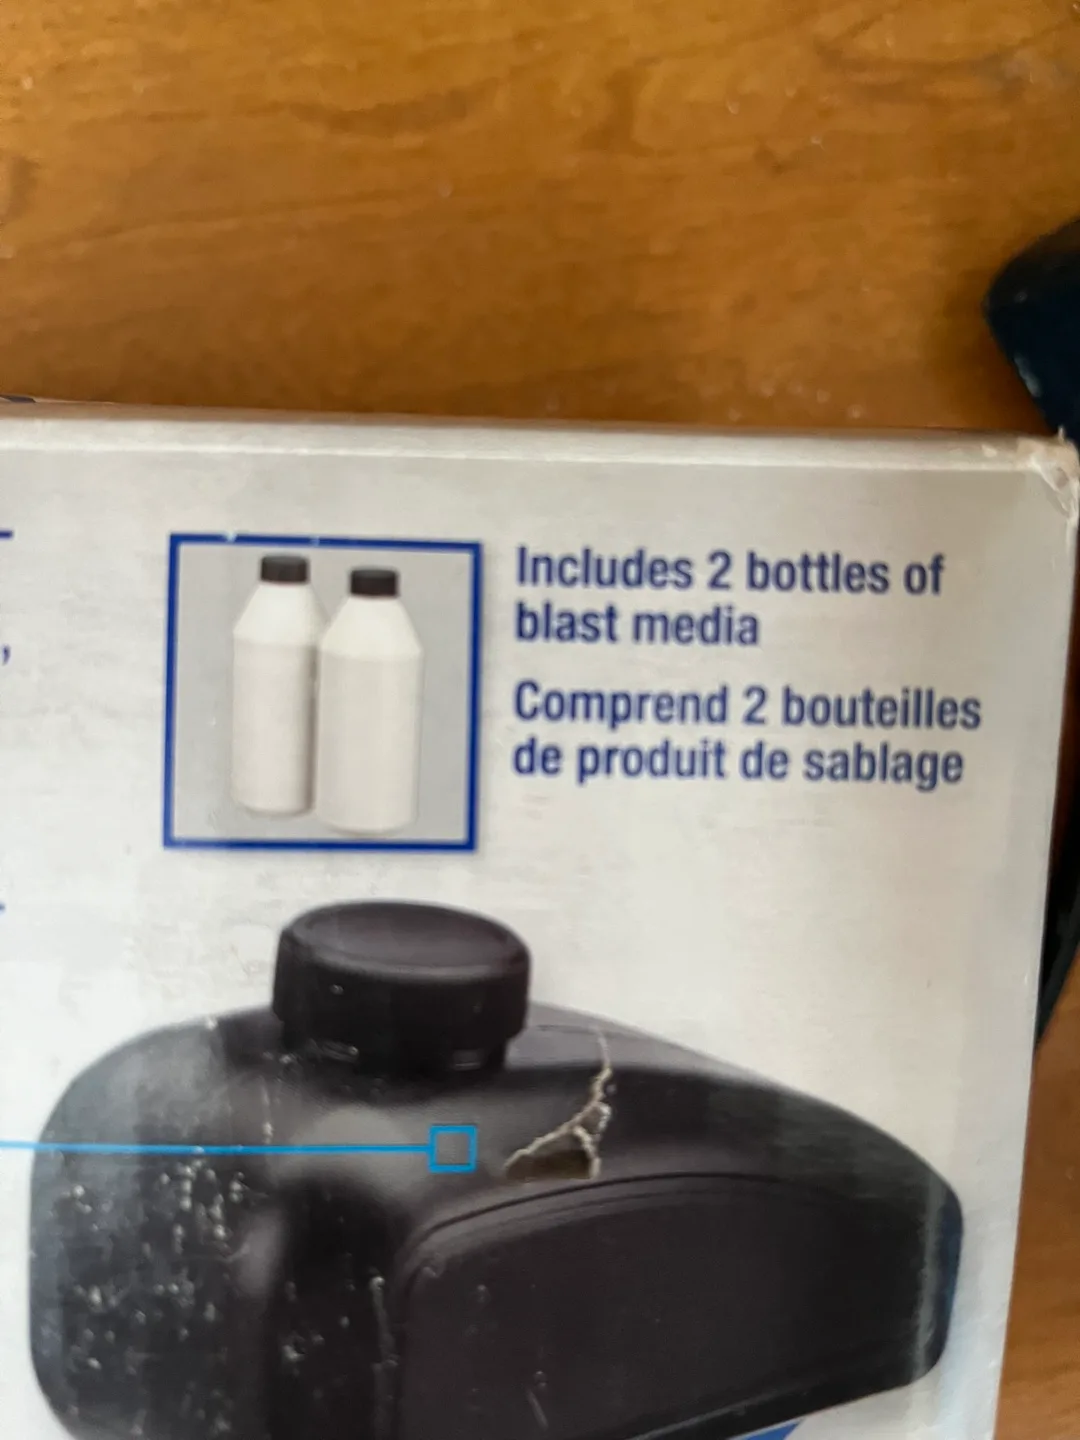 Includes 2 bottles of
blast media
Comprend 2 bouteilles
de produit de sablage